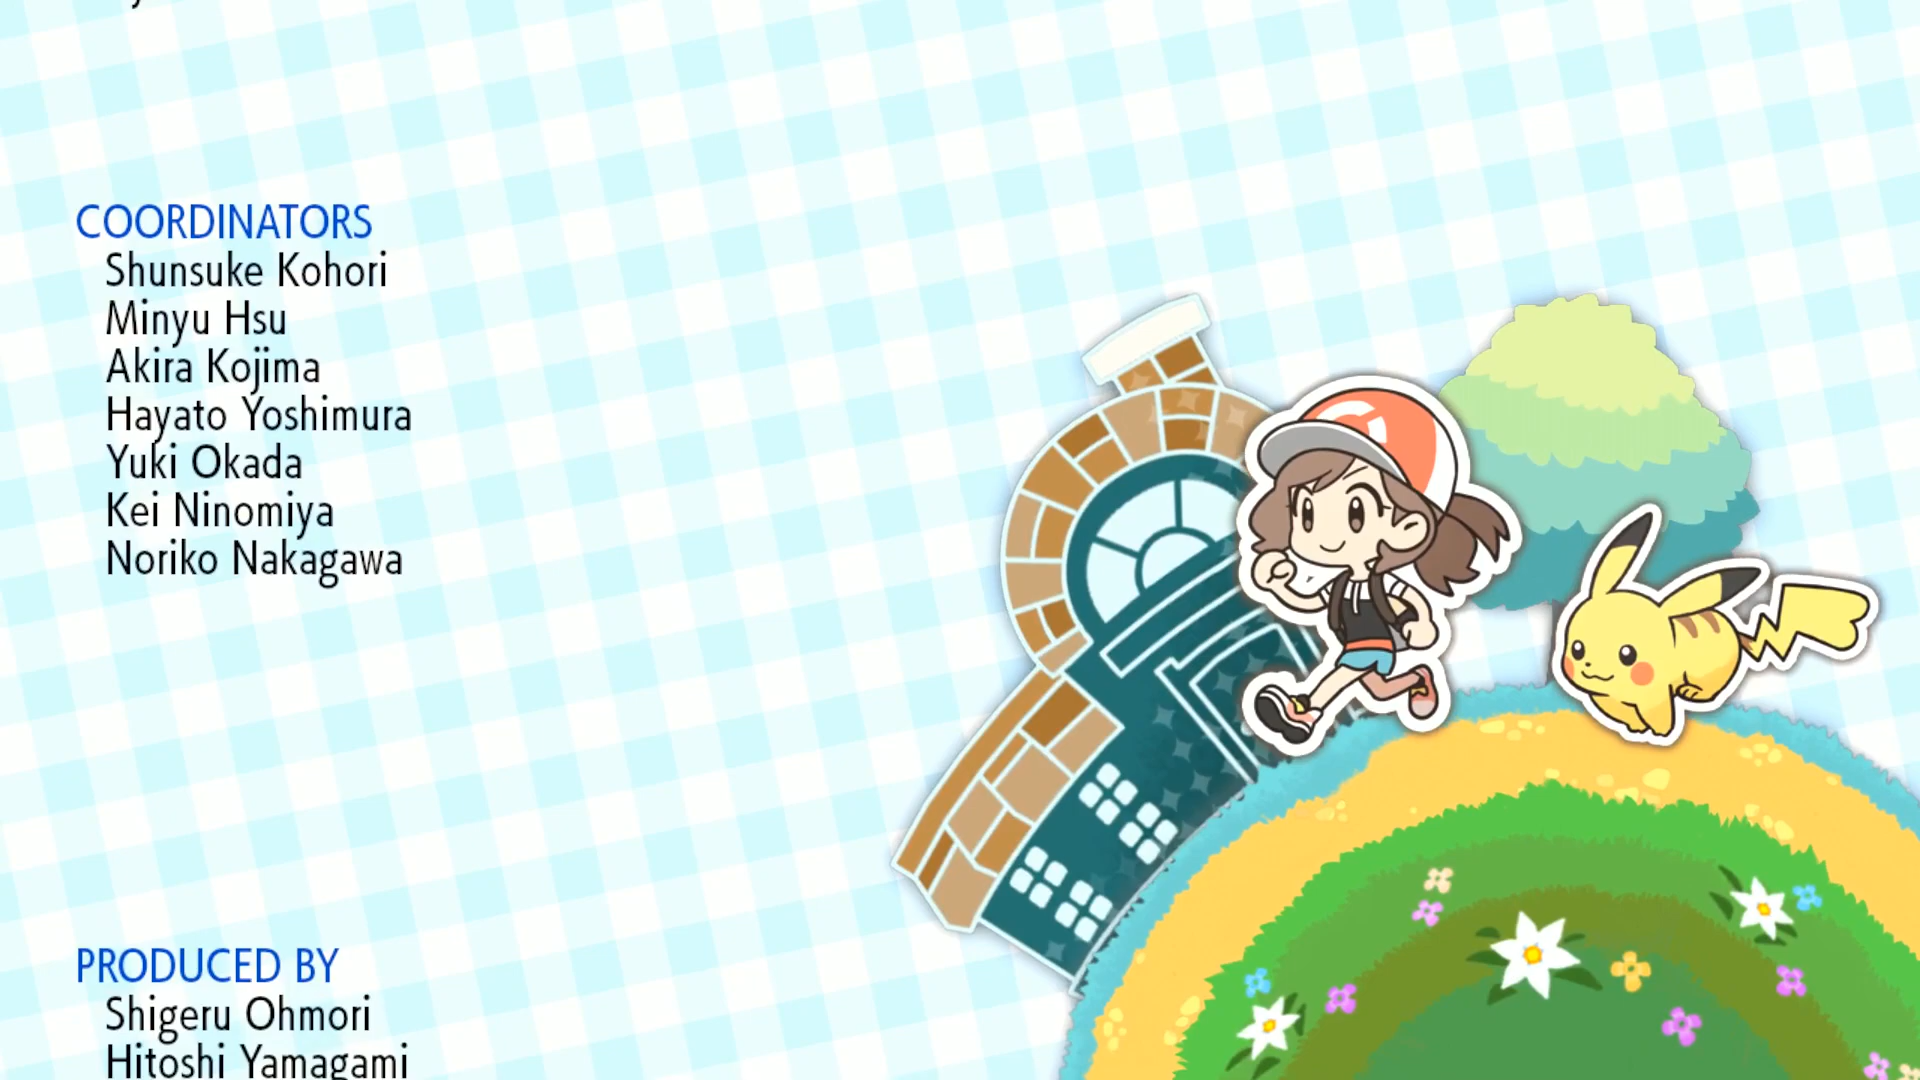 COORDINATORS
Shunsuke Kohori
Minyu Hsu
Akira Kojima
Hayato Yoshimura
Yuki Okada
Kei Ninomiya
Noriko Nakagawa
PRODUCED BY
Shigeru Ohmori
Hitoshi Yamagami